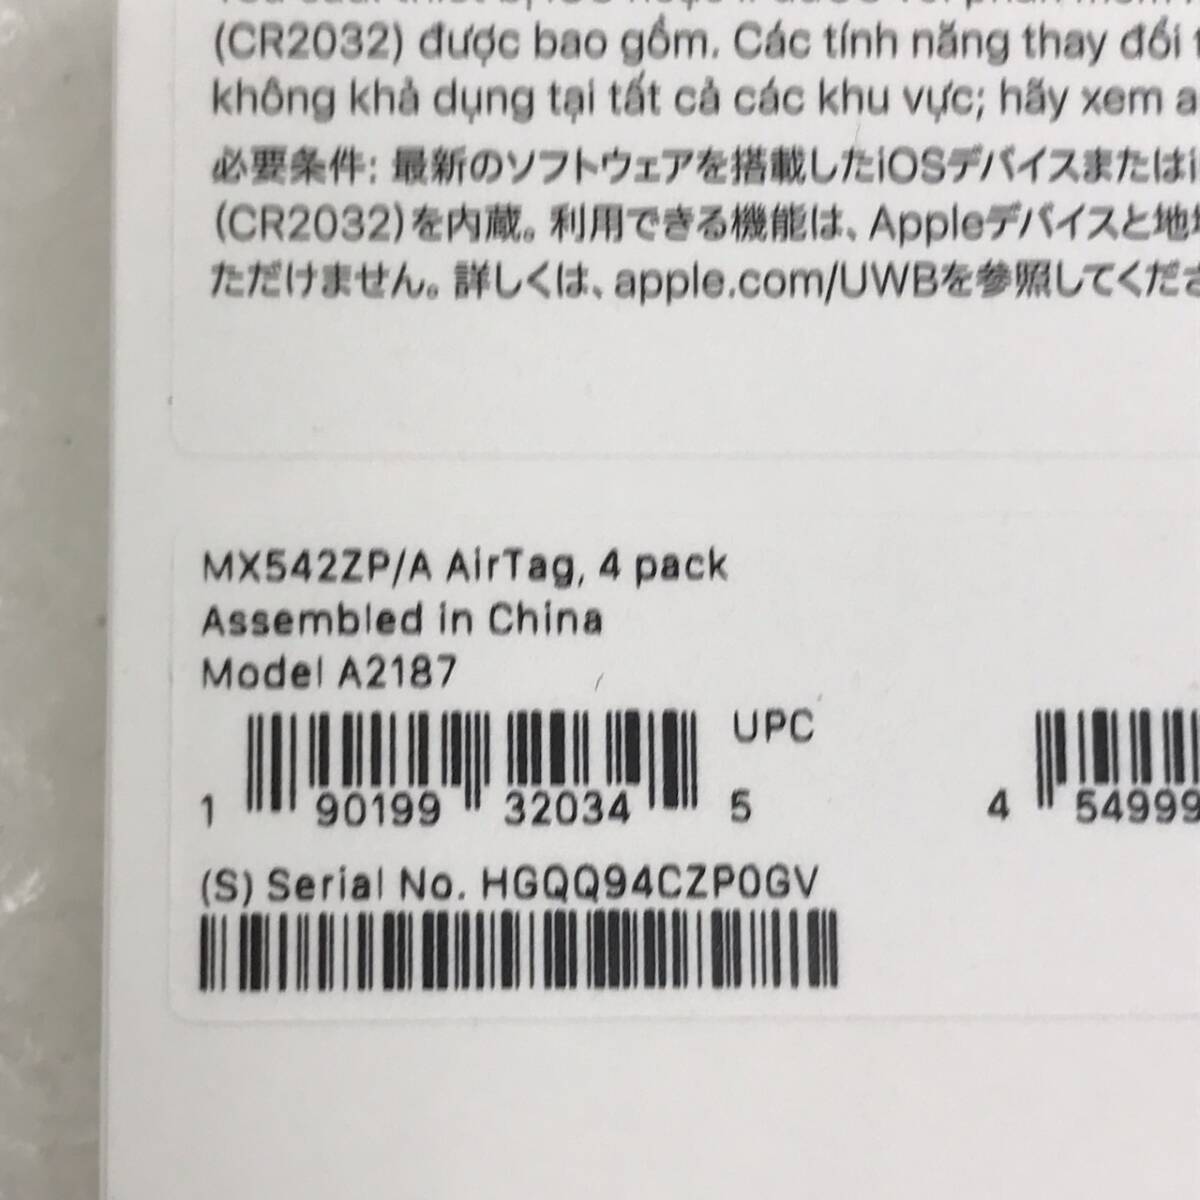 (CR2032) được bao gồm. Các tính năng thay đổi
không khả dụng tại tất cả các khu vực; hãy xem a
必要条件: 最新のソフトウェアを搭載したiOSデバイスまたはi
(CR2032)を内蔵。利用できる機能は、Appleデバイスと地
ただけません。詳しくは、apple.com/UWBを参照してくださ
MX542ZP/A AirTag, 4 pack
Assembled in China
Model A2187
UPC
1 90199 32034 5
4 54999
(S) Serial No. HGQQ94CZP0GV